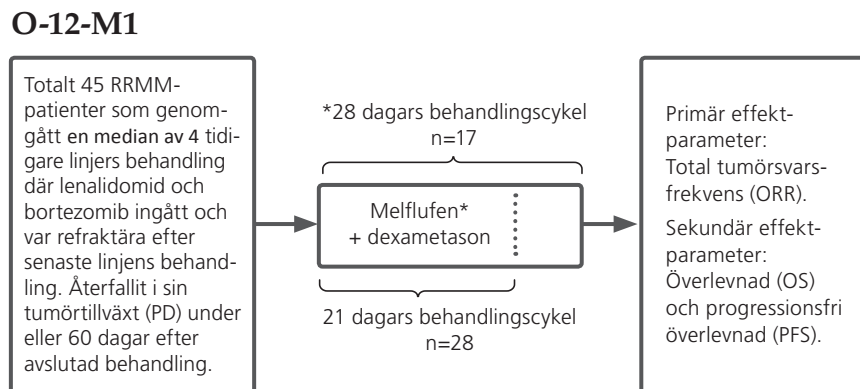 O-12-M1
Totalt 45 RRMM-
patienter som genom-
gått en median av 4 tidi-
gare linjers behandling
där lenalidomid och
bortezomib ingått och
var refraktära efter
senaste linjens behand-
ling. Återfallit i sin
tumörtillväxt (PD) under
eller 60 dagar efter
avslutad behandling.
*28 dagars behandlingscykel
n=17
Melflufen*
+ dexametason
21 dagars behandlingscykel
n=28
Primär effekt-
parameter:
Total tumörsvars-
frekvens (ORR).
Sekundär effekt-
parameter:
Överlevnad (OS)
och progressionsfri
överlevnad (PFS).